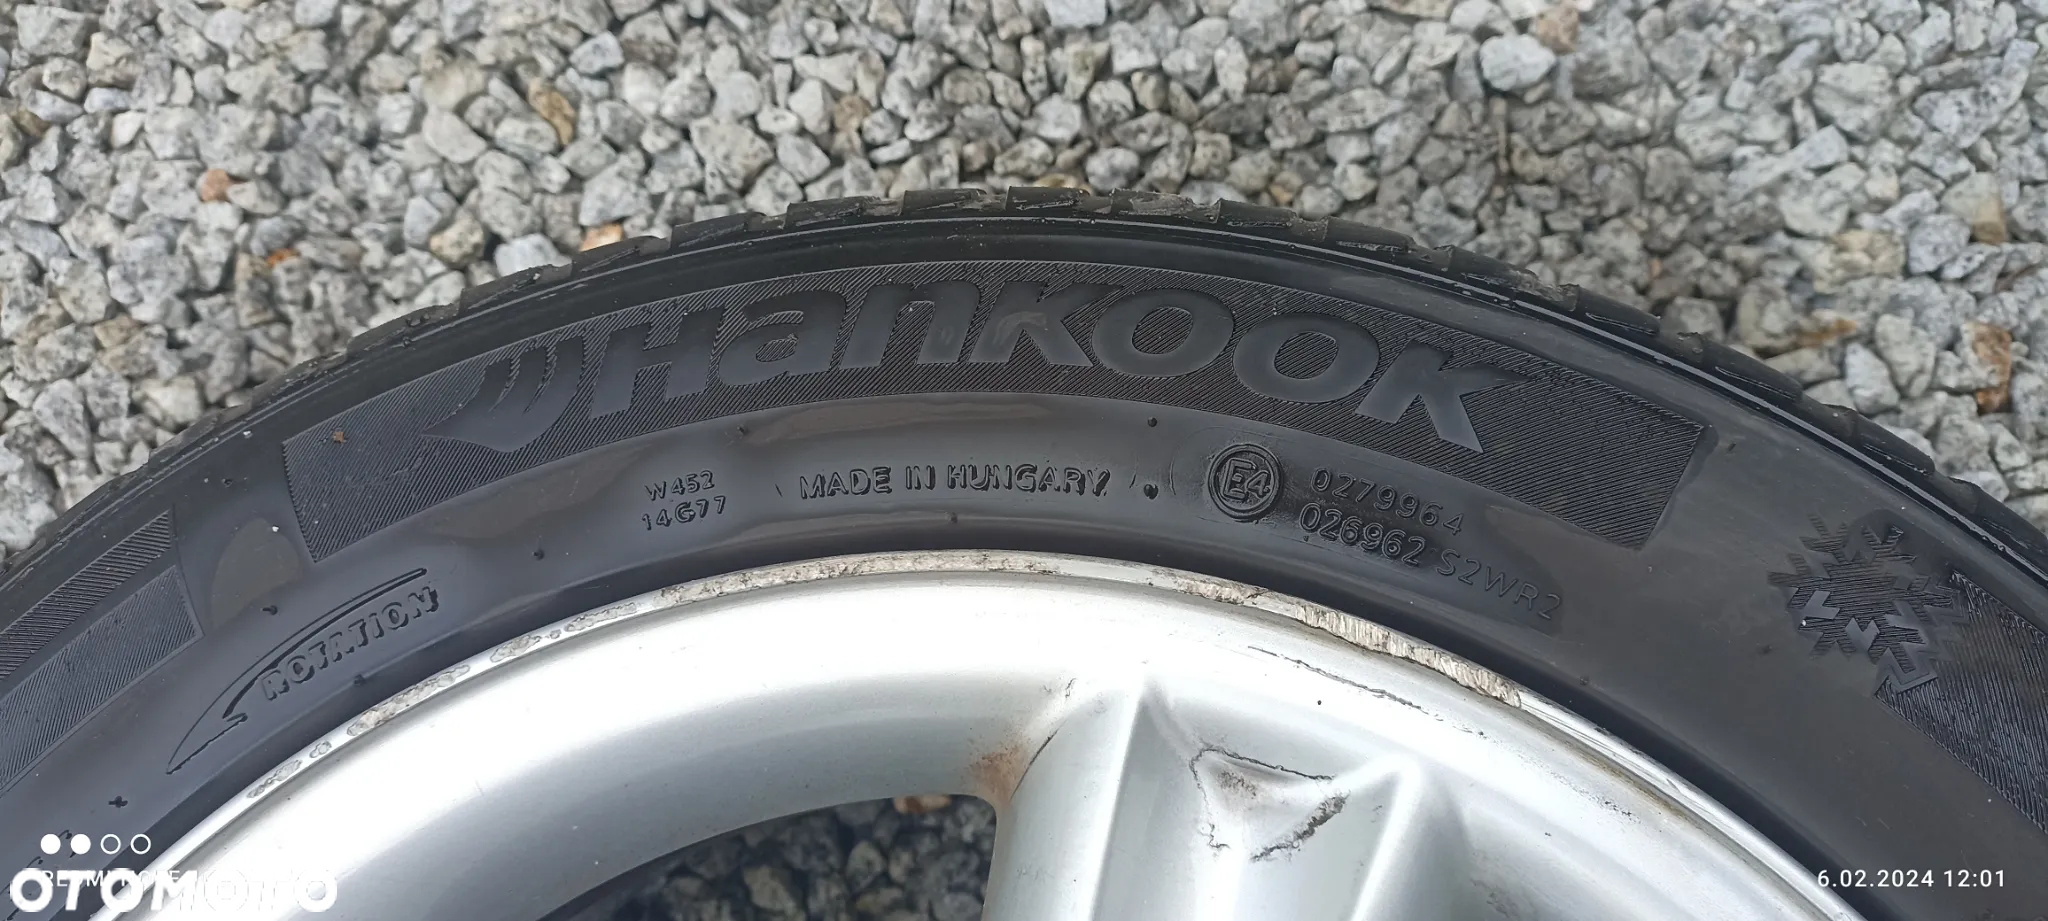 Hankook
W452
14G77
MADE IN HUNGARY
E4
0279964
026962 S2WR2
ROTATION
OTOMOTO
6.02.2024 12:01